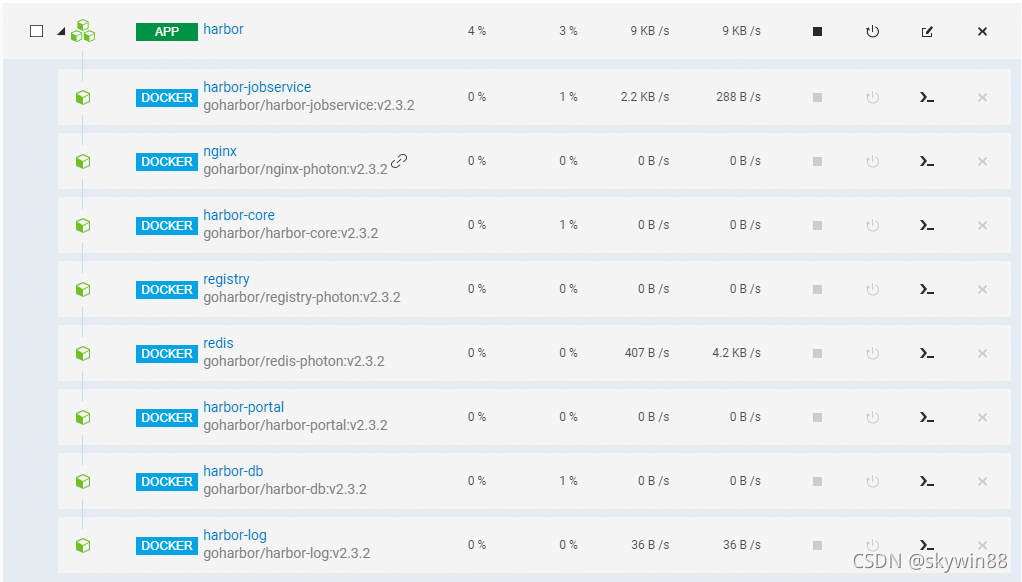 APP harbor 4 % 3 % 9 KB /s 9 KB /s
DOCKER harbor-jobservice 0 % 1 % 2.2 KB /s 288 B /s
goharbor/harbor-jobservice:v2.3.2
DOCKER nginx 0 % 0 % 0 B /s 0 B /s
goharbor/nginx-photon:v2.3.2
DOCKER harbor-core 0 % 1 % 0 B /s 0 B /s
goharbor/harbor-core:v2.3.2
DOCKER registry 0 % 0 % 0 B /s 0 B /s
goharbor/registry-photon:v2.3.2
DOCKER redis 0 % 0 % 407 B /s 4.2 KB /s
goharbor/redis-photon:v2.3.2
DOCKER harbor-portal 0 % 0 % 0 B /s 0 B /s
goharbor/harbor-portal:v2.3.2
DOCKER harbor-db 0 % 1 % 0 B /s 0 B /s
goharbor/harbor-db:v2.3.2
DOCKER harbor-log 0 % 0 % 36 B /s 36 B /s
goharbor/harbor-log:v2.3.2
CSDN @skywin88